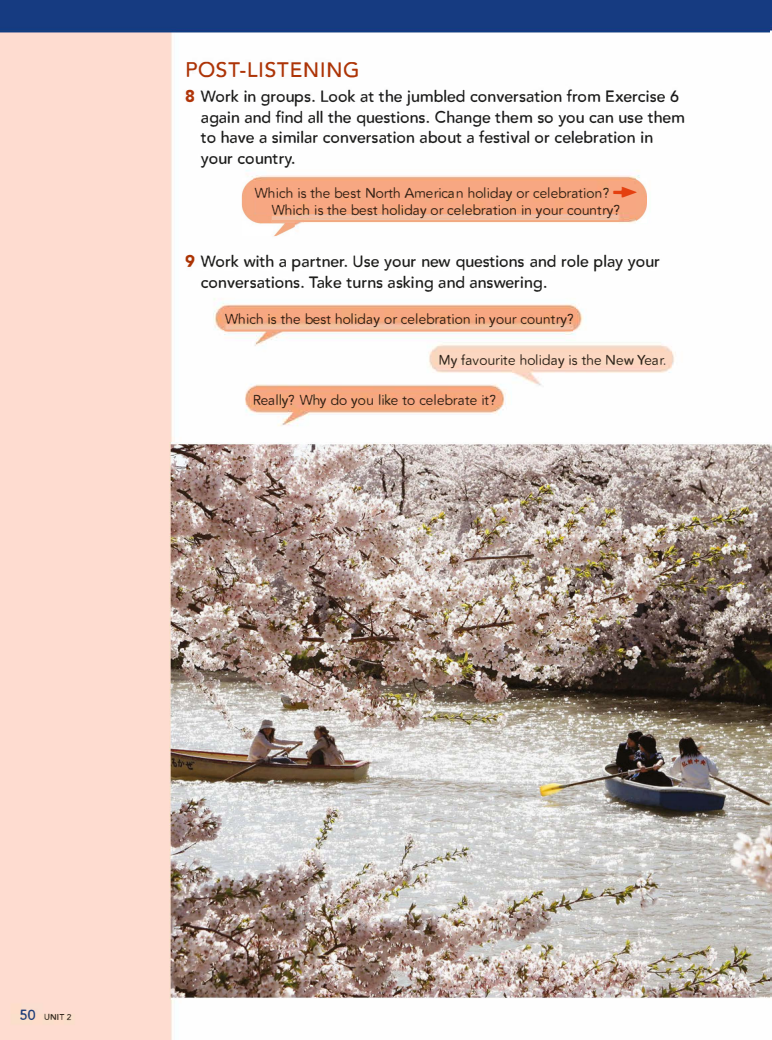 POST-LISTENING
8 Work in groups. Look at the jumbled conversation from Exercise 6
again and find all the questions. Change them so you can use them
to have a similar conversation about a festival or celebration in
your country.
Which is the best North American holiday or celebration?
Which is the best holiday or celebration in your country?
9 Work with a partner. Use your new questions and role play your
conversations. Take turns asking and answering.
Which is the best holiday or celebration in your country?
My favourite holiday is the New Year.
Really? Why do you like to celebrate it?
50 UNIT 2